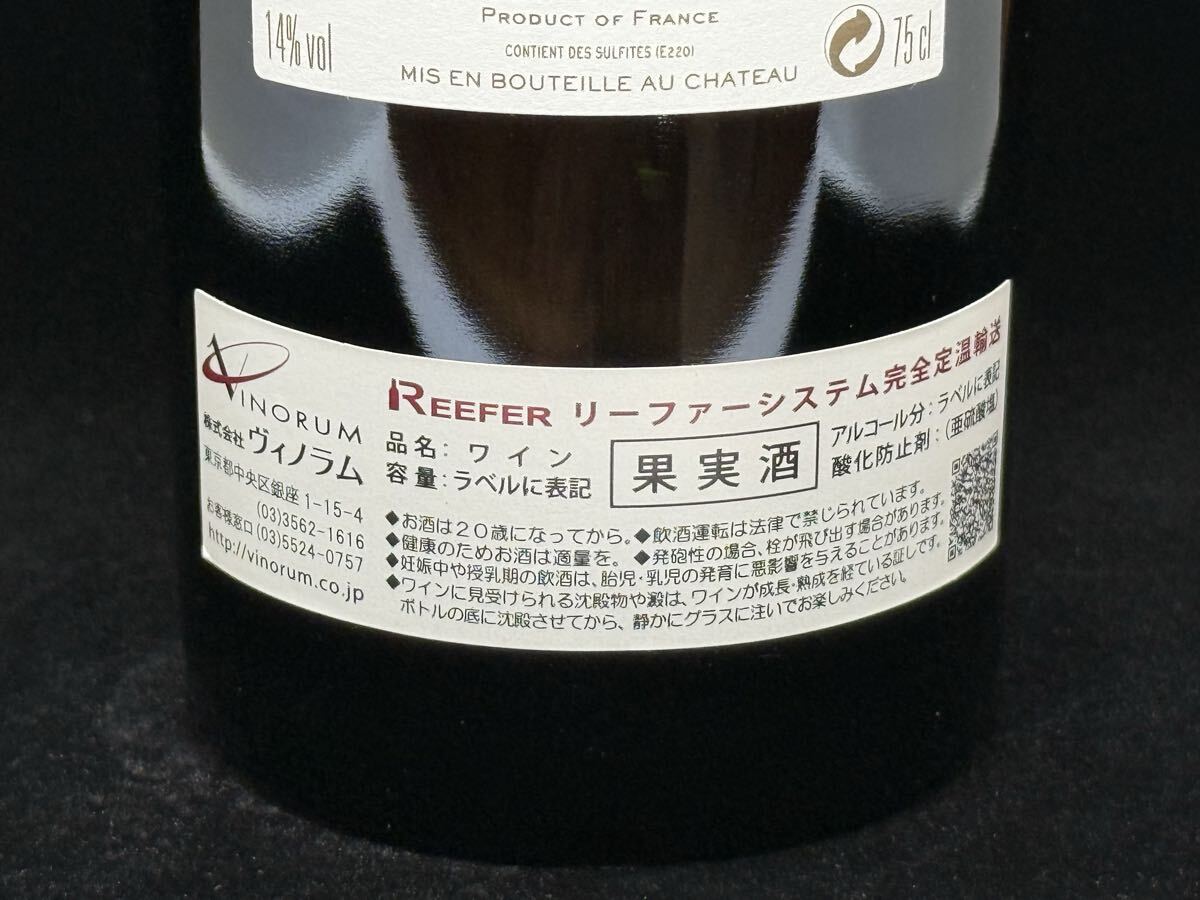 PRODUCT OF FRANCE
14% vol
CONTIENT DES SULFITES (E220)
75 cl
MIS EN BOUTEILLE AU CHATEAU
VINORUM
株式会社 ヴィノラム
東京都中央区銀座 1-15-4
(03)3562-1616
お客様窓口 (03)5524-0757
http://vinorum.co.jp
REEFER リーファーシステム完全定温輸送
品名：ワイン
容量：ラベルに表記
果実酒
アルコール分：ラベルに表記
酸化防止剤：(亜硫酸塩)
◆お酒は20歳になってから。◆飲酒運転は法律で禁じられています。
◆健康のためお酒は適量を。◆発砲性の場合、栓が飛び出す場合があります。
◆妊娠中や授乳期の飲酒は、胎児・乳児の発育に悪影響を与えることがあります。
◆ワインに見受けられる沈殿物や澱は、ワインが成長・熟成を経ている証しです。
ボトルの底に沈殿させてから、静かにグラスに注いでお楽しみください。